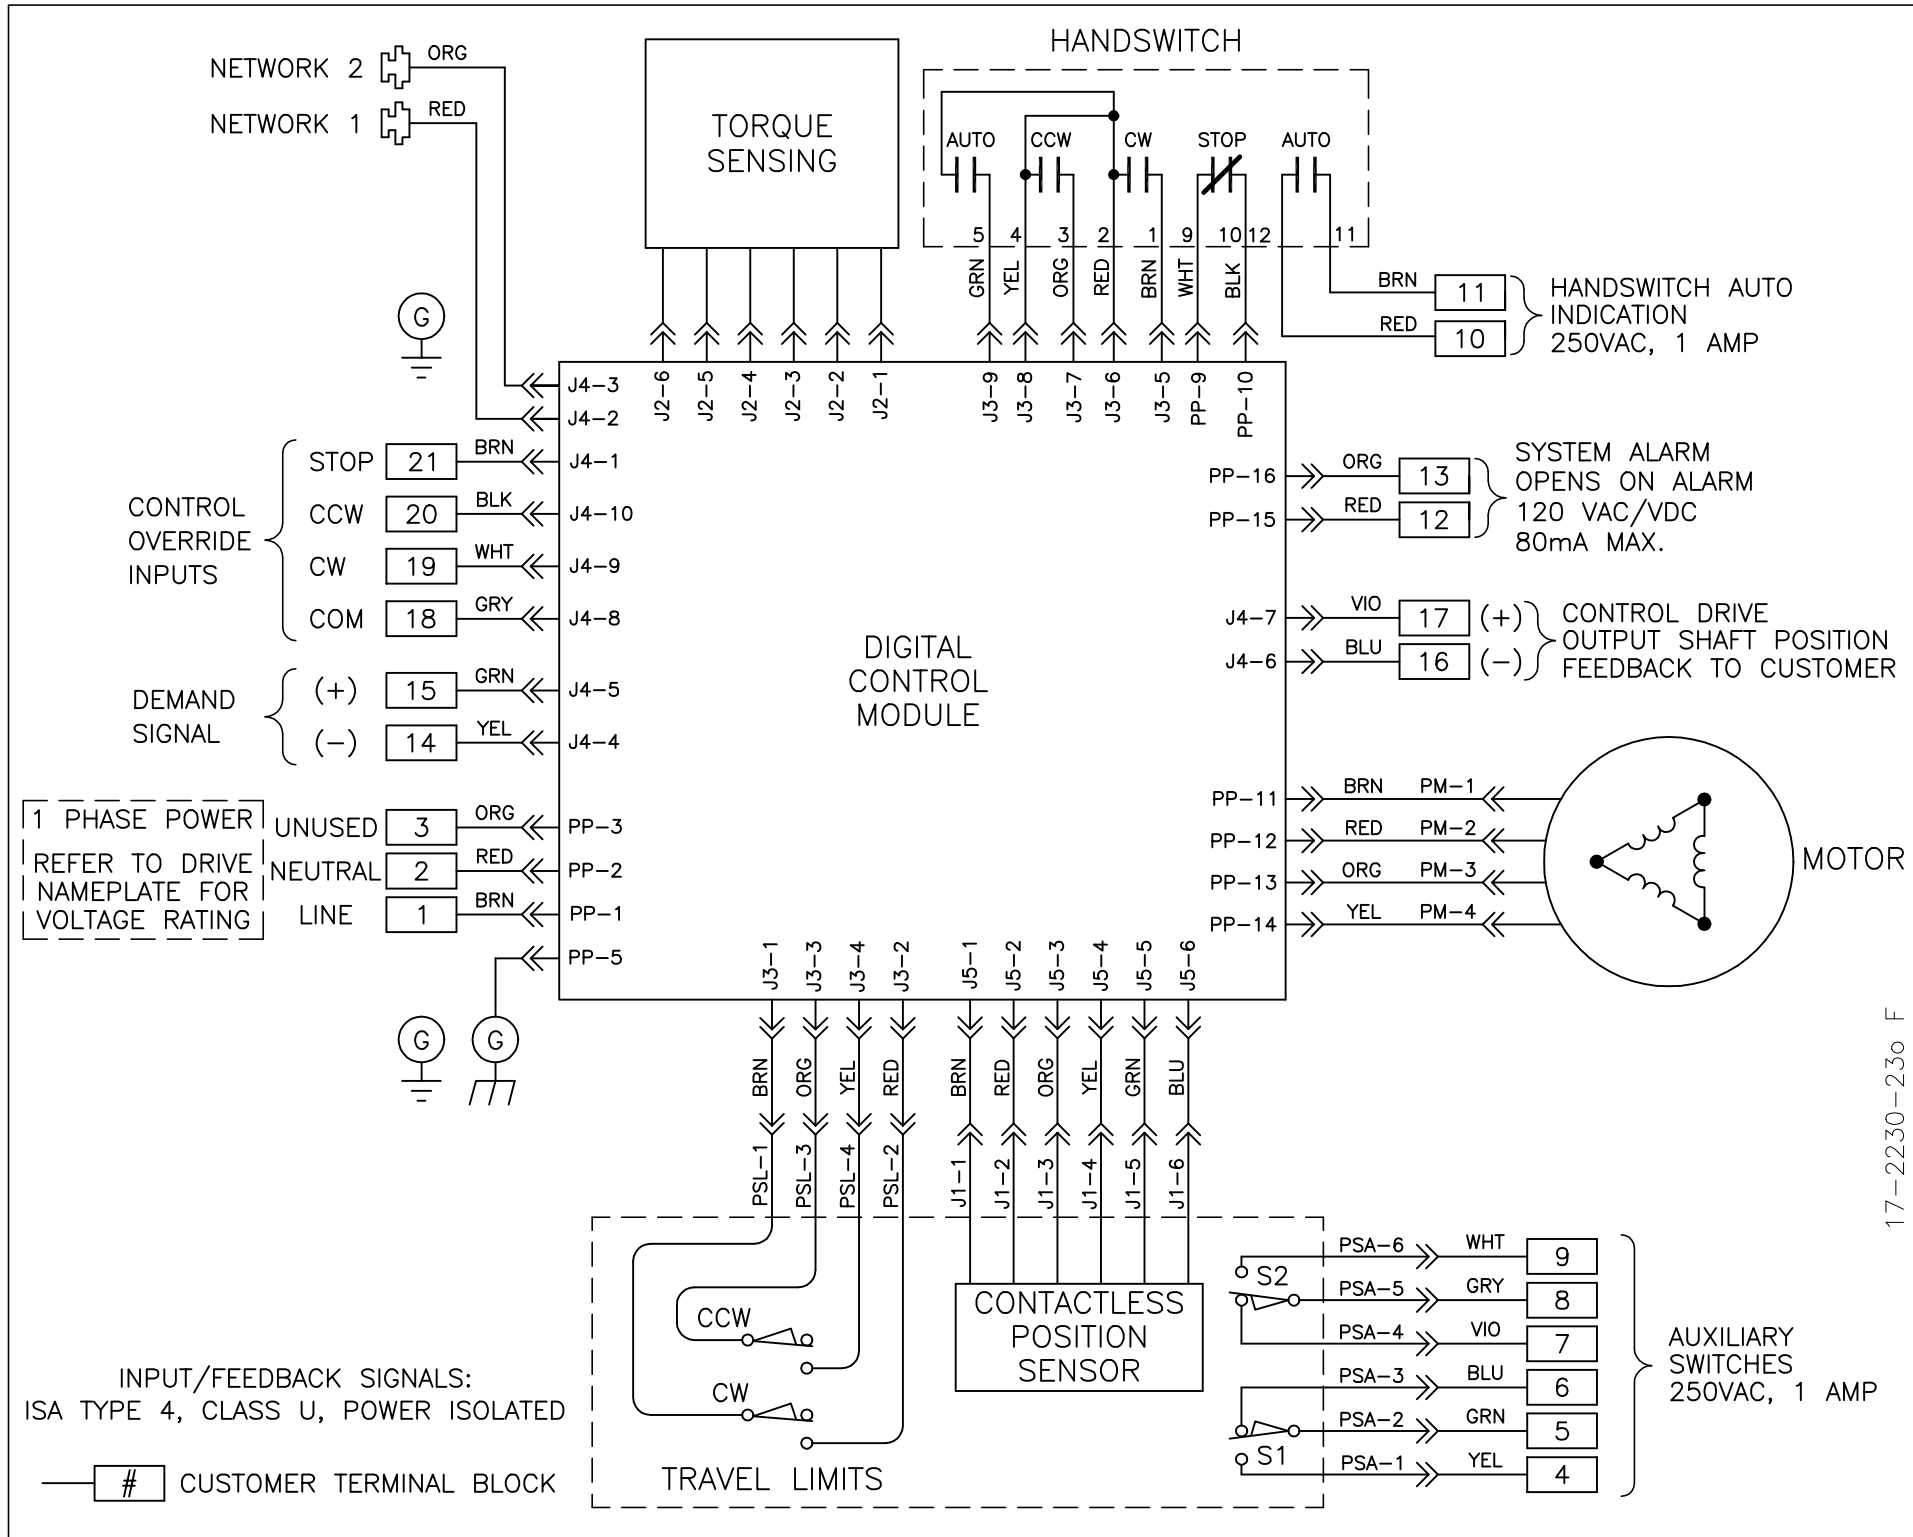 NETWORK 2
ORG
NETWORK 1
RED
TORQUE
SENSING
HANDSWITCH
AUTO
CCW
CW
STOP
AUTO
5
4
3
2
1
9
10
12
11
GRN
YEL
ORG
RED
BRN
WHT
BLK
BRN
11
RED
10
HANDSWITCH AUTO
INDICATION
250VAC, 1 AMP
G
J4-3
J4-2
J2-6
J2-5
J2-4
J2-3
J2-2
J2-1
J3-9
J3-8
J3-7
J3-6
J3-5
PP-9
PP-10
CONTROL
OVERRIDE
INPUTS
STOP
21
BRN
J4-1
CCW
20
BLK
J4-10
CW
19
WHT
J4-9
COM
18
GRY
J4-8
DEMAND
SIGNAL
(+)
15
GRN
J4-5
(-)
14
YEL
J4-4
1 PHASE POWER
REFER TO DRIVE
NAMEPLATE FOR
VOLTAGE RATING
UNUSED
3
ORG
PP-3
NEUTRAL
2
RED
PP-2
LINE
1
BRN
PP-1
PP-5
G
G
DIGITAL
CONTROL
MODULE
PP-16
ORG
13
PP-15
RED
12
SYSTEM ALARM
OPENS ON ALARM
120 VAC/VDC
80mA MAX.
J4-7
VIO
17
(+)
J4-6
BLU
16
(-)
CONTROL DRIVE
OUTPUT SHAFT POSITION
FEEDBACK TO CUSTOMER
PP-11
BRN
PM-1
PP-12
RED
PM-2
PP-13
ORG
PM-3
PP-14
YEL
PM-4
MOTOR
J3-1
J3-3
J3-4
J3-2
J5-1
J5-2
J5-3
J5-4
J5-5
J5-6
BRN
ORG
YEL
RED
BRN
RED
ORG
YEL
GRN
BLU
PSL-1
PSL-3
PSL-4
PSL-2
J1-1
J1-2
J1-3
J1-4
J1-5
J1-6
CCW
CW
TRAVEL LIMITS
CONTACTLESS
POSITION
SENSOR
S2
S1
PSA-6
WHT
9
PSA-5
GRY
8
PSA-4
VIO
7
PSA-3
BLU
6
PSA-2
GRN
5
PSA-1
YEL
4
AUXILIARY
SWITCHES
250VAC, 1 AMP
INPUT/FEEDBACK SIGNALS:
ISA TYPE 4, CLASS U, POWER ISOLATED
# CUSTOMER TERMINAL BLOCK
17-2230-23o F